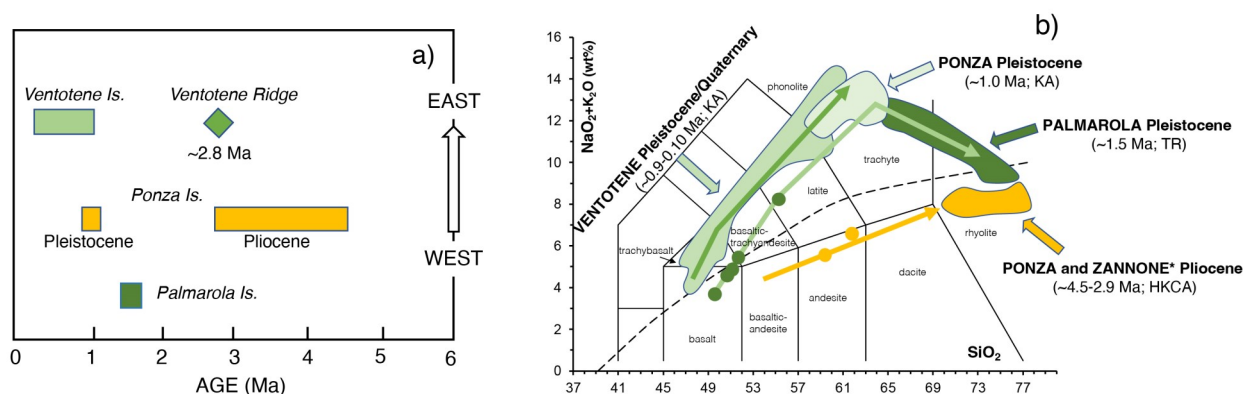 a)
Ventotene Is.
Ventotene Ridge
~2.8 Ma
Ponza Is.
Pleistocene
Pliocene
Palmarola Is.
EAST
WEST
0 1 2 3 4 5 6
AGE (Ma)
b)
NaO₂+K₂O (wt%)
16
14
12
10
8
6
4
2
0
37 41 45 49 53 57 61 65 69 73 77
SiO₂
VENTOTENE Pleistocene/Quaternary
(~0.9-0.10 Ma; KA)
PONZA Pleistocene
(~1.0 Ma; KA)
PALMAROLA Pleistocene
(~1.5 Ma; TR)
PONZA and ZANNONE* Pliocene
(~4.5-2.9 Ma; HKCA)
phonolite
trachyte
latite
basaltic-
trachyandesite
trachybasalt
rhyolite
dacite
andesite
basaltic-
andesite
basalt